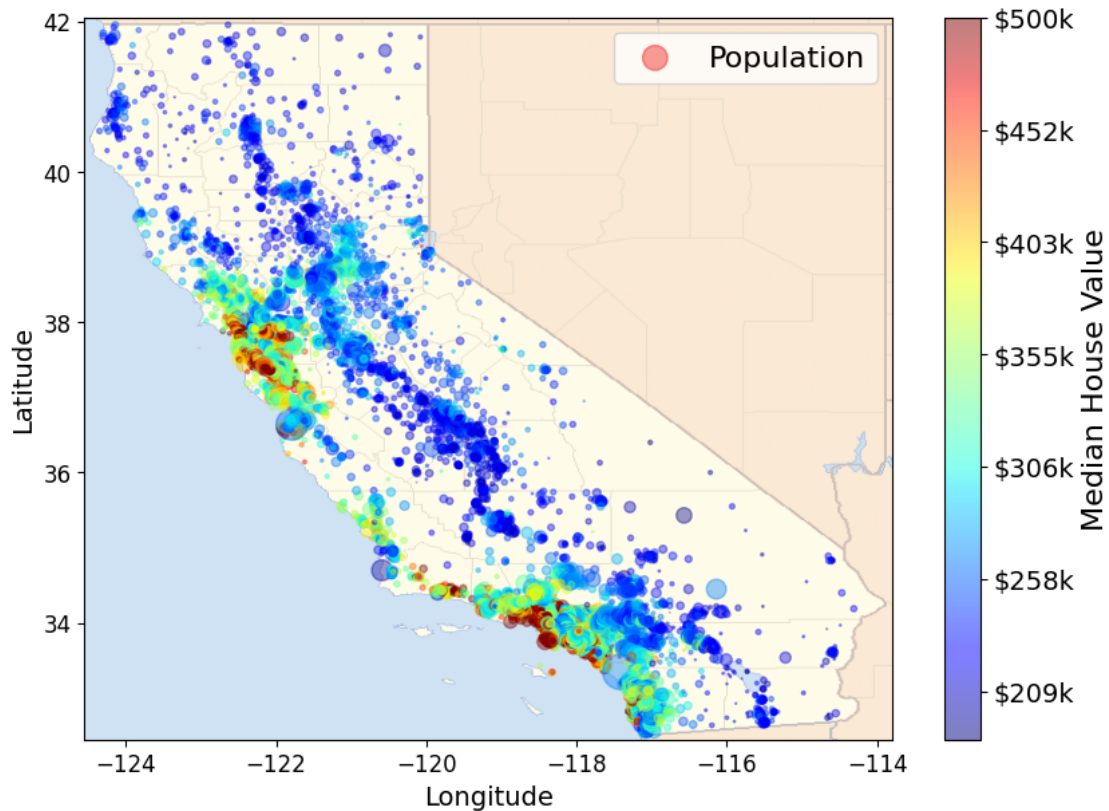 Population
42
40
38
36
34
Latitude
−124
−122
−120
−118
−116
−114
Longitude
$500k
$452k
$403k
$355k
$306k
$258k
$209k
Median House Value